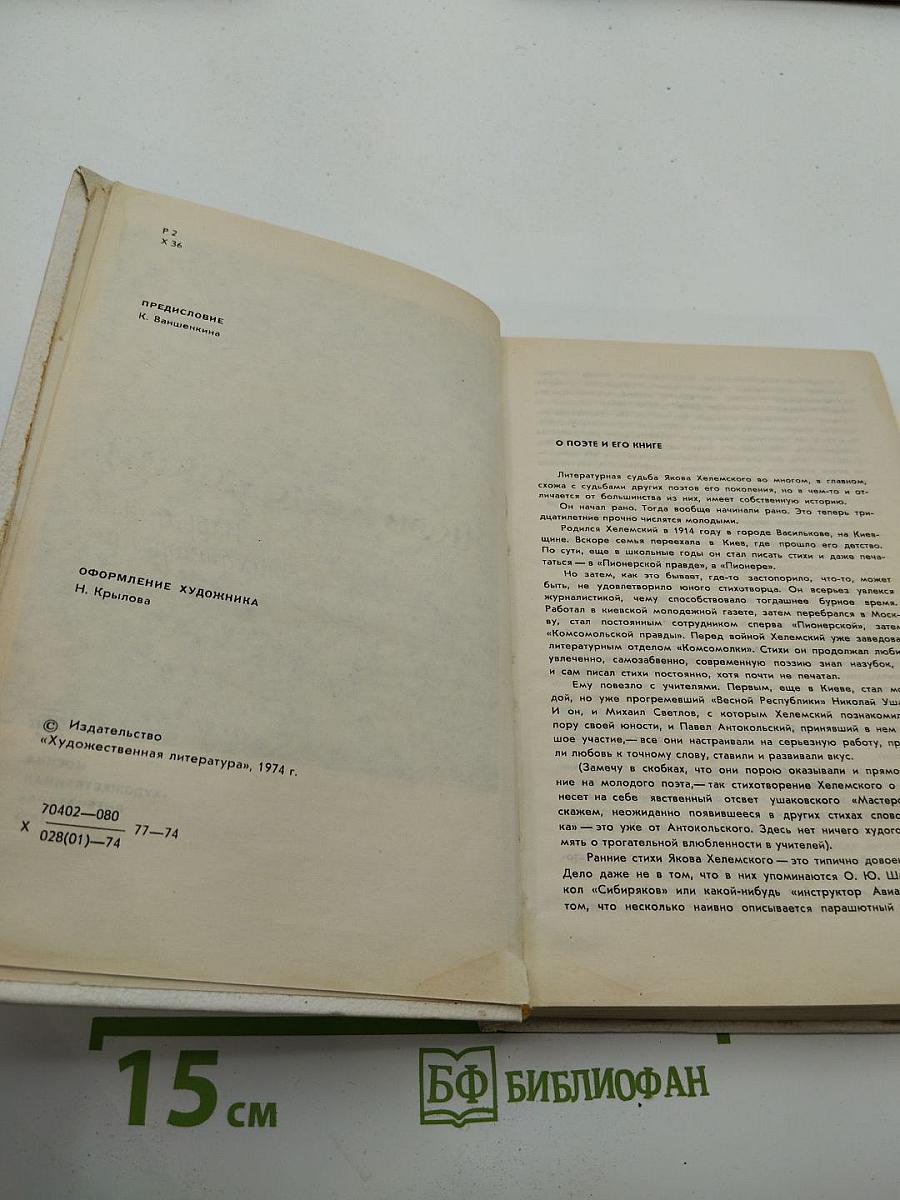 Р 2
Х 36
ПРЕДИСЛОВИЕ
К. Ваншенкина
ОФОРМЛЕНИЕ ХУДОЖНИКА
Н. Крылова
© Издательство
«Художественная литература», 1974 г.
Х 70402—080 77—74
028(01)—74
О ПОЭТЕ И ЕГО КНИГЕ
Литературная судьба Якова Хелемского во многом, в главном,
схожа с судьбами других поэтов его поколения, но в чем-то и от-
личается от большинства из них, имеет собственную историю.
Он начал рано. Тогда вообще начинали рано. Это теперь три-
дцатилетние прочно числятся молодыми.
Родился Хелемский в 1914 году в городе Василькове, на Киев-
щине. Вскоре семья переехала в Киев, где прошло его детство.
По сути, еще в школьные годы он стал писать стихи и даже печа-
таться — в «Пионерской правде», в «Пионере».
Но затем, как это бывает, где-то застопорило, что-то, может
быть, не удовлетворило юного стихотворца. Он всерьез увлекся
журналистикой, чему способствовало тогдашнее бурное время.
Работал в киевской молодежной газете, затем перебрался в Моск-
ву, стал постоянным сотрудником сперва «Пионерской», затем
«Комсомольской правды». Перед войной Хелемский уже заведова
литературным отделом «Комсомолки». Стихи он продолжал люби
увлеченно, самозабвенно, современную поэзию знал назубок,
и сам писал стихи постоянно, хотя почти не печатал.
Ему повезло с учителями. Первым, еще в Киеве, стал мо
дой, но уже прогремевший «Весной Республики» Николай Уша
И он, и Михаил Светлов, с которым Хелемский познакомил
пору своей юности, и Павел Антокольский, принявший в нем
шое участие,— все они настраивали на серьезную работу, пр
ли любовь к точному слову, ставили и развивали вкус.
(Замечу в скобках, что они порою оказывали и прямо
ние на молодого поэта,— так стихотворение Хелемского о
несет на себе явственный отсвет ушаковского «Мастерс
скажем, неожиданно появившееся в других стихах слово
ка» — это уже от Антокольского. Здесь нет ничего худого
мять о трогательной влюбленности в учителей).
Ранние стихи Якова Хелемского — это типично довоен
Дело даже не в том, что в них упоминаются О. Ю. Шм
кол «Сибиряков» или какой-нибудь «инструктор Авиа
том, что несколько наивно описывается парашютный
15 см
БФ БИБЛИОФАН